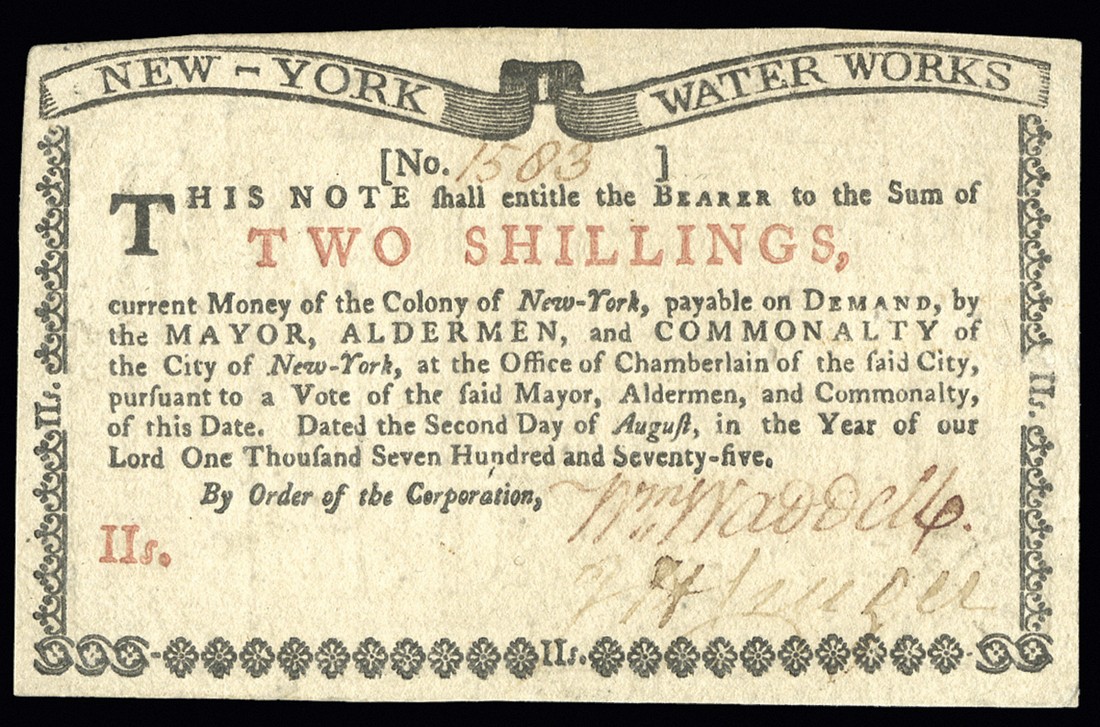 NEW-YORK WATER WORKS
[No. 1583 ]
THIS NOTE ſhall entitle the BEARER to the Sum of
TWO SHILLINGS,
current Money of the Colony of New-York, payable on DEMAND, by
the MAYOR, ALDERMEN, and COMMONALTY of
the City of New-York, at the Office of Chamberlain of the ſaid City,
purſuant to a Vote of the ſaid Mayor, Aldermen, and Commonalty,
of this Date. Dated the Second Day of Auguſt, in the Year of our
Lord One Thouſand Seven Hundred and Seventy-five.
By Order of the Corporation,
Wm. Waddell.
IIs.
IIs.
IIs.
IIs.